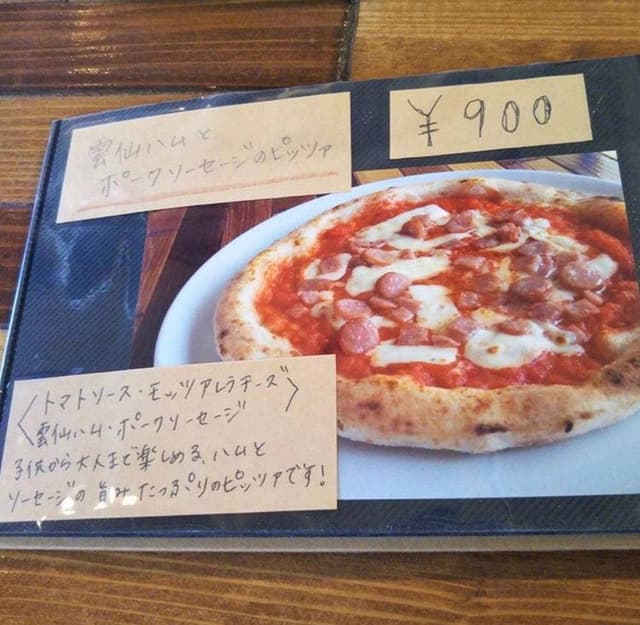 雲仙ハムと
ポークソーセージのピッツァ
¥900
〈トマトソース・モッツァレラチーズ〉
雲仙ハム・ポークソーセージ
子供から大人まで楽しめる、ハムと
ソーセージの旨みたっぷりのピッツァです!